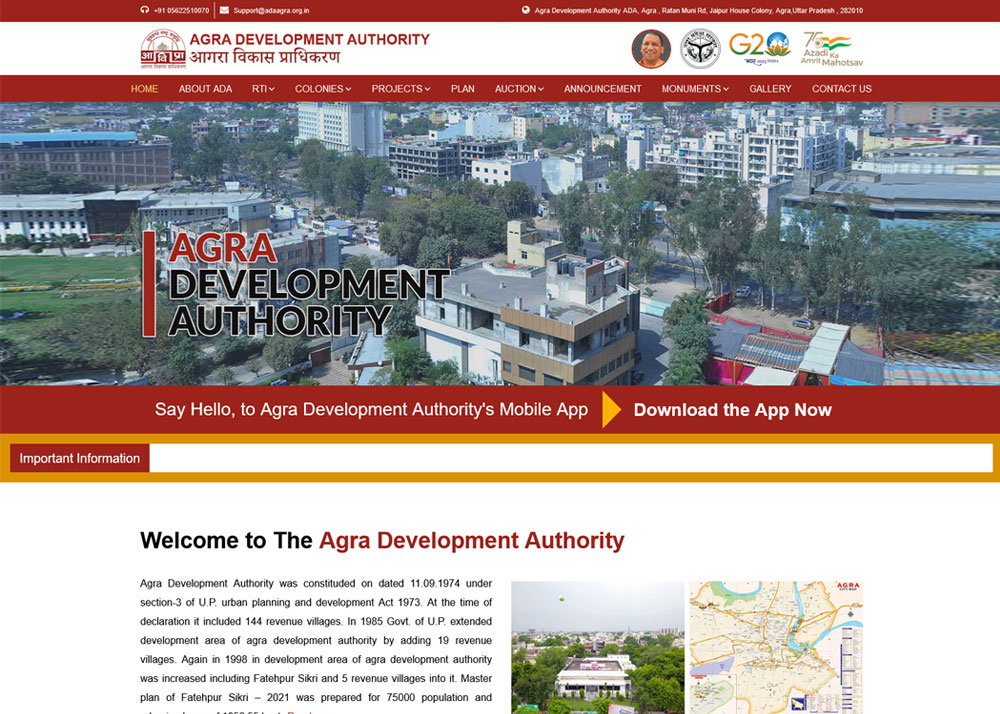 +91 05622510070 Support@adaagra.org.in Agra Development Authority ADA, Agra , Ratan Muni Rd, Jaipur House Colony, Agra,Uttar Pradesh , 282010
आ वि प्रा
AGRA DEVELOPMENT AUTHORITY
आगरा विकास प्राधिकरण
G20
75
Azadi Ka
Amrit Mahotsav
HOME ABOUT ADA RTI COLONIES PROJECTS PLAN AUCTION ANNOUNCEMENT MONUMENTS GALLERY CONTACT US
AGRA
DEVELOPMENT
AUTHORITY
Say Hello, to Agra Development Authority's Mobile App Download the App Now
Important Information
Welcome to The Agra Development Authority
Agra Development Authority was constituded on dated 11.09.1974 under
section-3 of U.P. urban planning and development Act 1973. At the time of
declaration it included 144 revenue villages. In 1985 Govt. of U.P. extended
development area of agra development authority by adding 19 revenue
villages. Again in 1998 in development area of agra development authority
was increased including Fatehpur Sikri and 5 revenue villages into it. Master
plan of Fatehpur Sikri – 2021 was prepared for 75000 population and
AGRA
CITY MAP